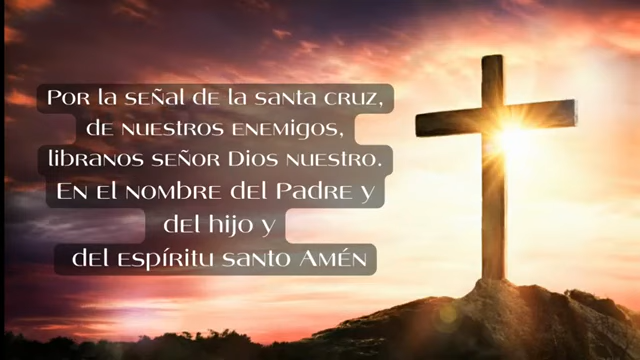 Por la señal de la santa cruz,
de nuestros enemigos,
libranos señor Dios nuestro.
En el nombre del Padre y
del hijo y
del espíritu santo Amén